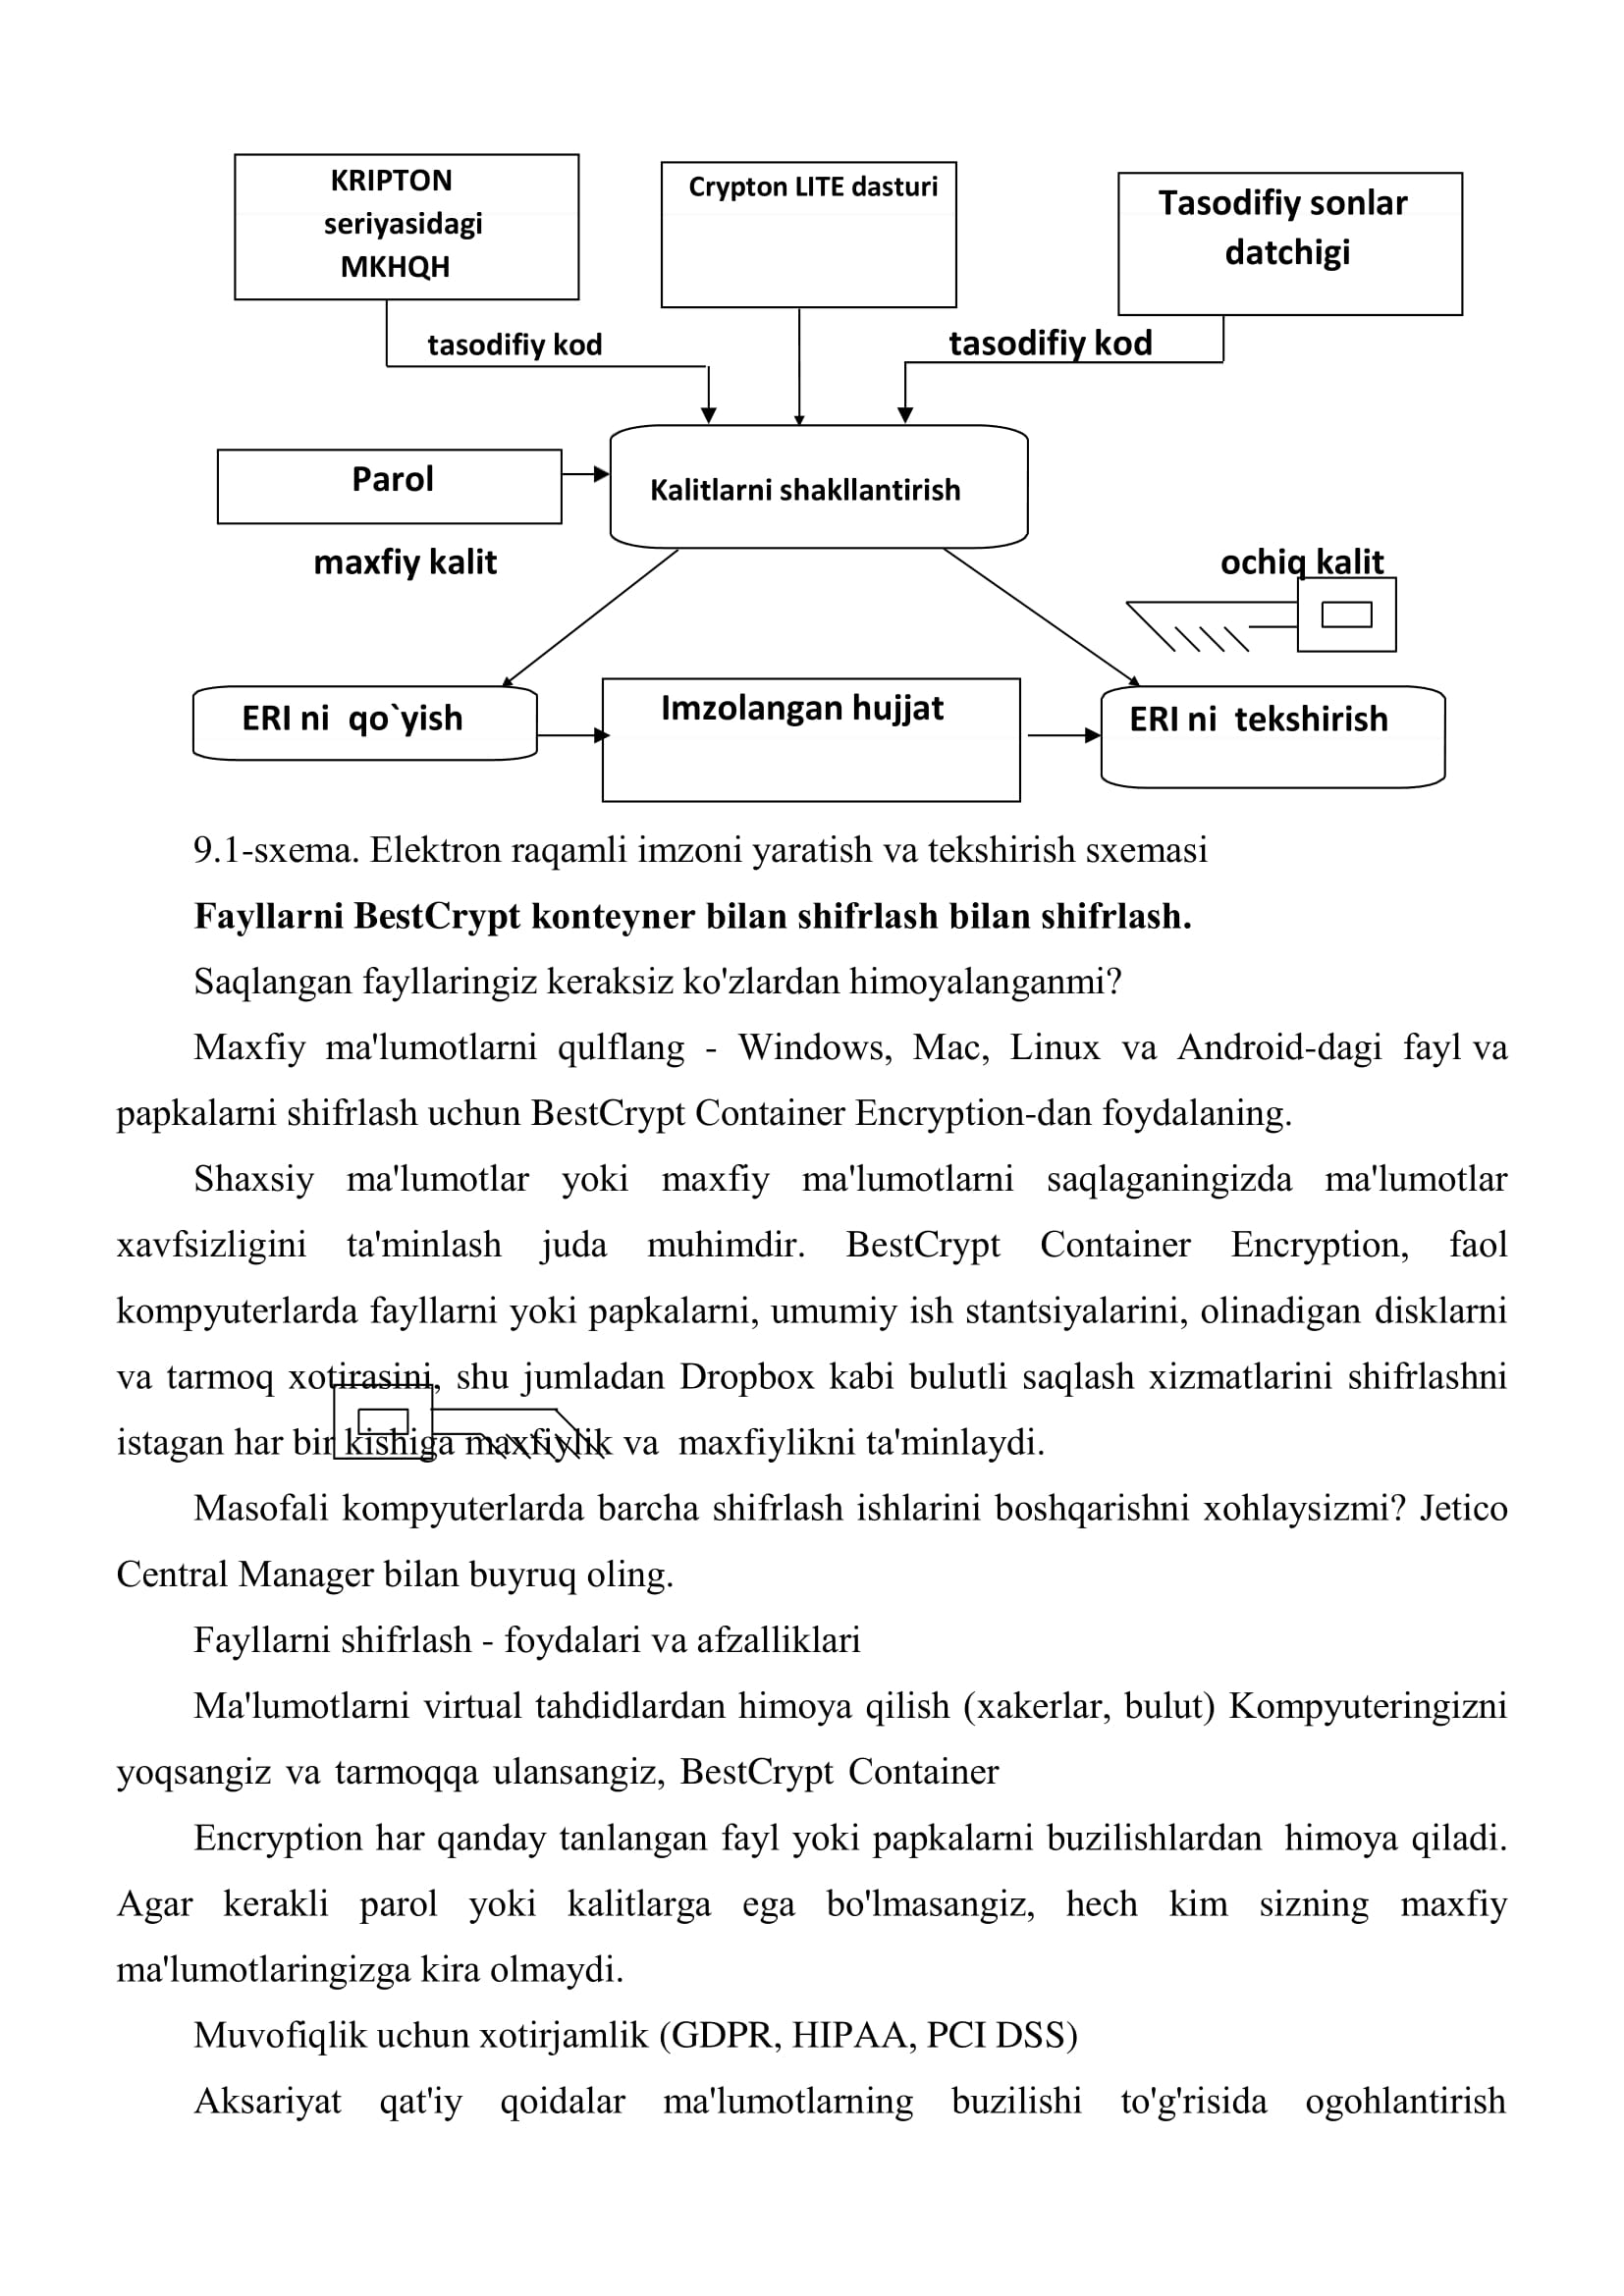 KRIPTON
seriyasidagi
MKHQH
Crypton LITE dasturi
Tasodifiy sonlar
datchigi
tasodifiy kod
tasodifiy kod
Parol
Kalitlarni shakllantirish
maxfiy kalit
ochiq kalit
ERI ni  qo`yish
Imzolangan hujjat
ERI ni  tekshirish
9.1-sxema. Elektron raqamli imzoni yaratish va tekshirish sxemasi
Fayllarni BestCrypt konteyner bilan shifrlash bilan shifrlash.
Saqlangan fayllaringiz keraksiz ko'zlardan himoyalanganmi?
Maxfiy ma'lumotlarni qulflang - Windows, Mac, Linux va Android-dagi fayl va
papkalarni shifrlash uchun BestCrypt Container Encryption-dan foydalaning.
Shaxsiy ma'lumotlar yoki maxfiy ma'lumotlarni saqlaganingizda ma'lumotlar
xavfsizligini ta'minlash juda muhimdir. BestCrypt Container Encryption, faol
kompyuterlarda fayllarni yoki papkalarni, umumiy ish stantsiyalarini, olinadigan disklarni
va tarmoq xotirasini, shu jumladan Dropbox kabi bulutli saqlash xizmatlarini shifrlashni
istagan har bir kishiga maxfiylik va  maxfiylikni ta'minlaydi.
Masofali kompyuterlarda barcha shifrlash ishlarini boshqarishni xohlaysizmi? Jetico
Central Manager bilan buyruq oling.
Fayllarni shifrlash - foydalari va afzalliklari
Ma'lumotlarni virtual tahdidlardan himoya qilish (xakerlar, bulut) Kompyuteringizni
yoqsangiz va tarmoqqa ulansangiz, BestCrypt Container
Encryption har qanday tanlangan fayl yoki papkalarni buzilishlardan  himoya qiladi.
Agar kerakli parol yoki kalitlarga ega bo'lmasangiz, hech kim sizning maxfiy
ma'lumotlaringizga kira olmaydi.
Muvofiqlik uchun xotirjamlik (GDPR, HIPAA, PCI DSS)
Aksariyat qat'iy qoidalar ma'lumotlarning buzilishi to'g'risida ogohlantirish